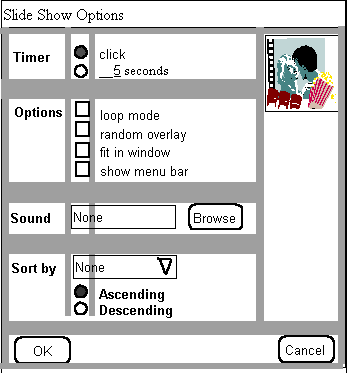 Slide Show Options
Timer
click
__5 seconds
Options
loop mode
random overlay
fit in window
show menu bar
Sound
None
Browse
Sort by
None
Ascending
Descending
OK
Cancel